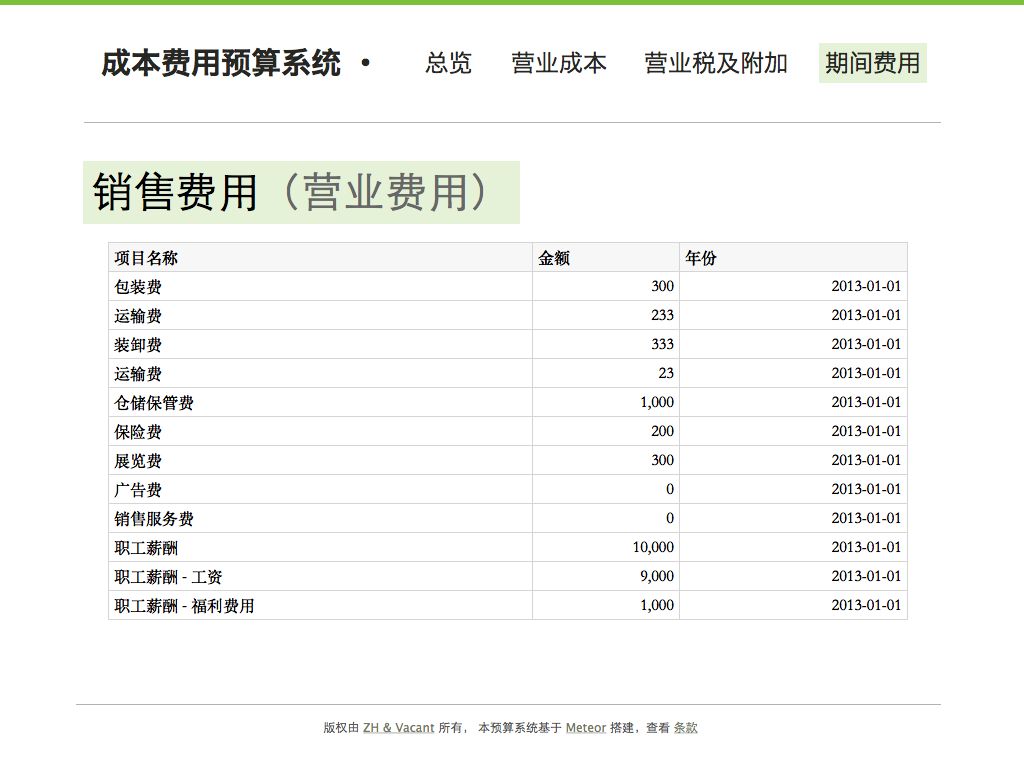 成本费用预算系统 • 总览 营业成本 营业税及附加 期间费用
销售费用（营业费用）
项目名称 金额 年份
包装费 300 2013-01-01
运输费 233 2013-01-01
装卸费 333 2013-01-01
运输费 23 2013-01-01
仓储保管费 1,000 2013-01-01
保险费 200 2013-01-01
展览费 300 2013-01-01
广告费 0 2013-01-01
销售服务费 0 2013-01-01
职工薪酬 10,000 2013-01-01
职工薪酬 - 工资 9,000 2013-01-01
职工薪酬 - 福利费用 1,000 2013-01-01
版权由 ZH & Vacant 所有， 本预算系统基于 Meteor 搭建，查看 条款